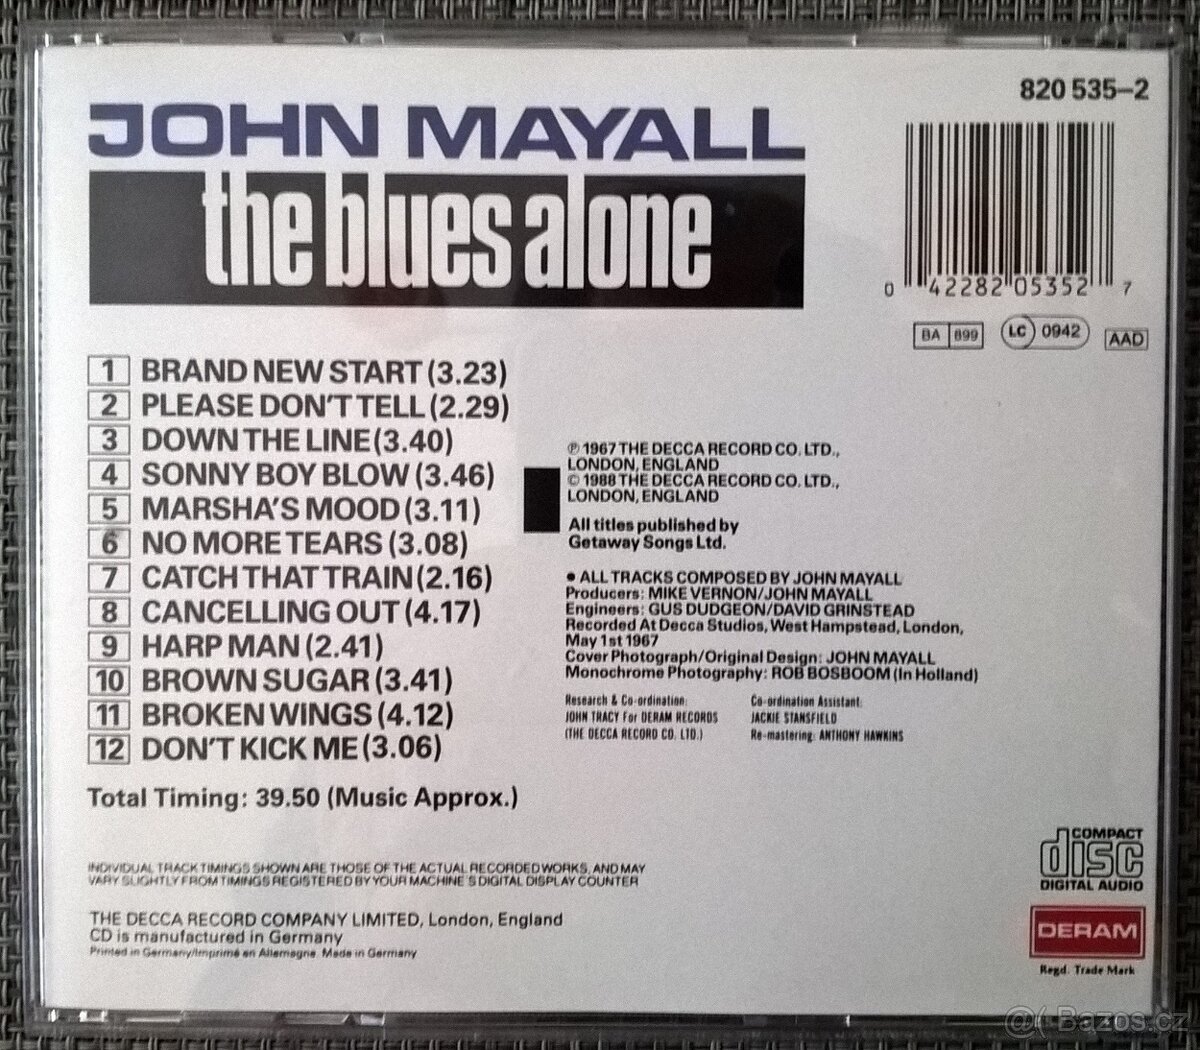 820 535–2
JOHN MAYALL
the blues alone
0 42282 05352 7
BA 899 LC 0942 AAD
1 BRAND NEW START (3.23)
2 PLEASE DON'T TELL (2.29)
3 DOWN THE LINE (3.40)
4 SONNY BOY BLOW (3.46)
5 MARSHA'S MOOD (3.11)
6 NO MORE TEARS (3.08)
7 CATCH THAT TRAIN (2.16)
8 CANCELLING OUT (4.17)
9 HARP MAN (2.41)
10 BROWN SUGAR (3.41)
11 BROKEN WINGS (4.12)
12 DON'T KICK ME (3.06)
Total Timing: 39.50 (Music Approx.)
℗ 1967 THE DECCA RECORD CO. LTD.,
LONDON, ENGLAND
© 1988 THE DECCA RECORD CO. LTD.,
LONDON, ENGLAND
All titles published by
Getaway Songs Ltd.
● ALL TRACKS COMPOSED BY JOHN MAYALL
Producers: MIKE VERNON/JOHN MAYALL
Engineers: GUS DUDGEON/DAVID GRINSTEAD
Recorded At Decca Studios, West Hampstead, London,
May 1st 1967
Cover Photograph/Original Design: JOHN MAYALL
Monochrome Photography: ROB BOSBOOM (In Holland)
Research & Co-ordination:
JOHN TRACY For DERAM RECORDS
(THE DECCA RECORD CO. LTD.)
Co-ordination Assistant:
JACKIE STANSFIELD
Re-mastering: ANTHONY HAWKINS
INDIVIDUAL TRACK TIMINGS SHOWN ARE THOSE OF THE ACTUAL RECORDED WORKS, AND MAY
VARY SLIGHTLY FROM TIMINGS REGISTERED BY YOUR MACHINE'S DIGITAL DISPLAY COUNTER
THE DECCA RECORD COMPANY LIMITED, London, England
CD is manufactured in Germany
Printed in Germany/Imprimé en Allemagne. Made in Germany
COMPACT
disc
DIGITAL AUDIO
DERAM
Regd. Trade Mark
@( Bazos.cz